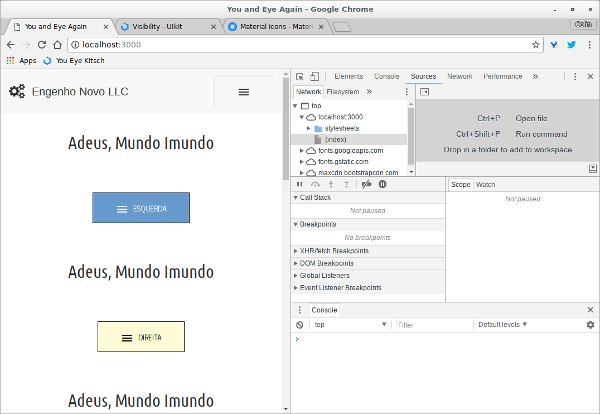 You and Eye Again - Google Chrome
You and Eye Again
Visibility - UIkit
Material icons - Materi
localhost:3000
Apps
You Eye Kitsch
Engenho Novo LLC
Adeus, Mundo Imundo
ESQUERDA
Adeus, Mundo Imundo
DIREITA
Adeus, Mundo Imundo
Elements Console Sources Network Performance »
Network Filesystem »
top
localhost:3000
stylesheets
(index)
fonts.googleapis.com
fonts.gstatic.com
maxcdn.bootstrapcdn.com
Ctrl+P Open file
Ctrl+Shift+P Run command
Drop in a folder to add to workspace
Call Stack
Not paused
Breakpoints
No breakpoints
XHR/fetch Breakpoints
DOM Breakpoints
Global Listeners
Event Listener Breakpoints
Scope Watch
Not paused
Console
top Filter Default levels